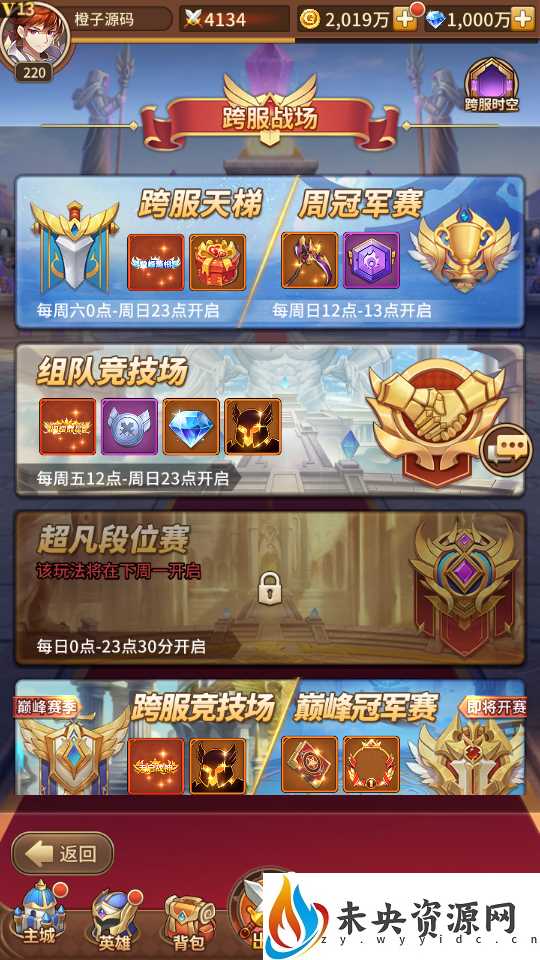 V13
橙子源码
4134
2,019万
1,000万
220
跨服战场
跨服时空
跨服天梯
周冠军赛
每周六0点-周日23点开启
每周日12点-13点开启
组队竞技场
每周五12点-周日23点开启
超凡段位赛
该玩法将在下周一开启
每日0点-23点30分开启
巅峰赛季
跨服竞技场
巅峰冠军赛
即将开赛
1
返回
主城
英雄
背包
未央资源网
zy.wyyidc.cn